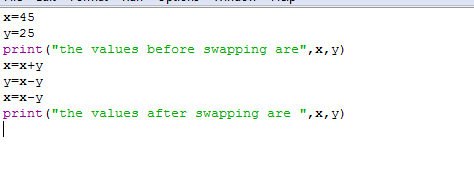 x=45
y=25
print("the values before swapping are",x,y)
x=x+y
y=x-y
x=x-y
print("the values after swapping are ",x,y)